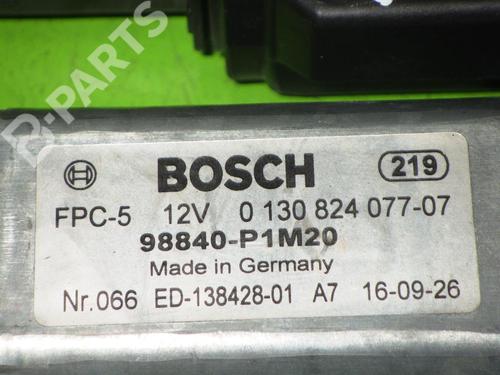 B-PARTS
BOSCH 219
FPC-5 12V 0 130 824 077-07
98840-P1M20
Made in Germany
Nr.066 ED-138428-01 A7 16-09-26